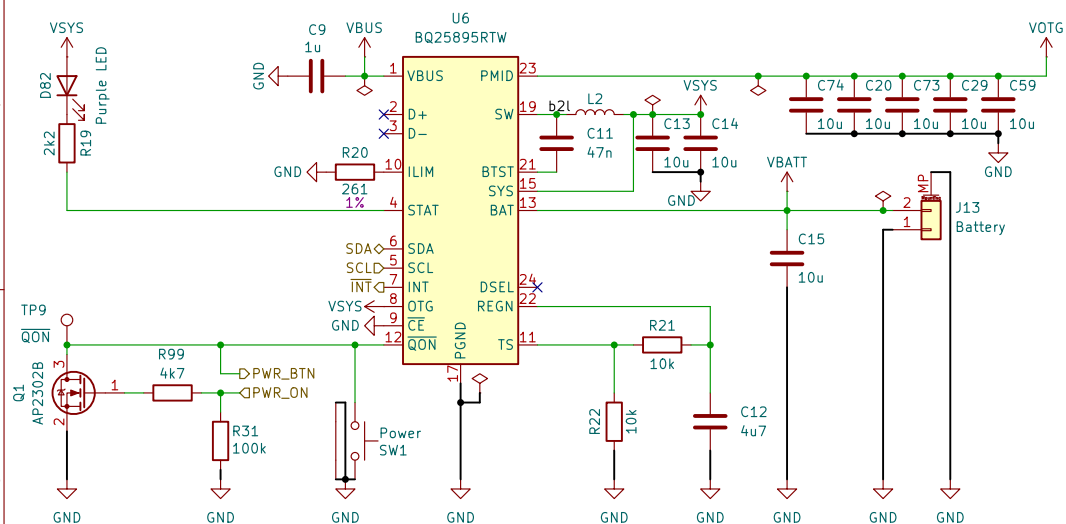 U6
BQ25895RTW
VSYS
D82
Purple LED
2k2
R19
C9
1u
GND
VBUS
1
VBUS
2
D+
3
D-
R20
GND
10
ILIM
261
1%
4
STAT
SDA
6
SDA
SCL
5
SCL
INT
7
INT
VSYS
8
OTG
GND
9
CE
12
QON
PGND
17
PMID
23
SW
19
BTST
21
SYS
15
BAT
13
DSEL
24
REGN
22
TS
11
b2l
L2
C11
47n
VSYS
C13
10u
C14
10u
GND
VOTG
C74
10u
C20
10u
C73
10u
C29
10u
C59
10u
GND
VBATT
C15
10u
MP
2
1
J13
Battery
R21
10k
R22
10k
C12
4u7
TP9
QON
3
Q1
AP2302B
2
1
R99
4k7
PWR_BTN
PWR_ON
R31
100k
Power
SW1
GND
GND
GND
GND
GND
GND
GND
GND
GND